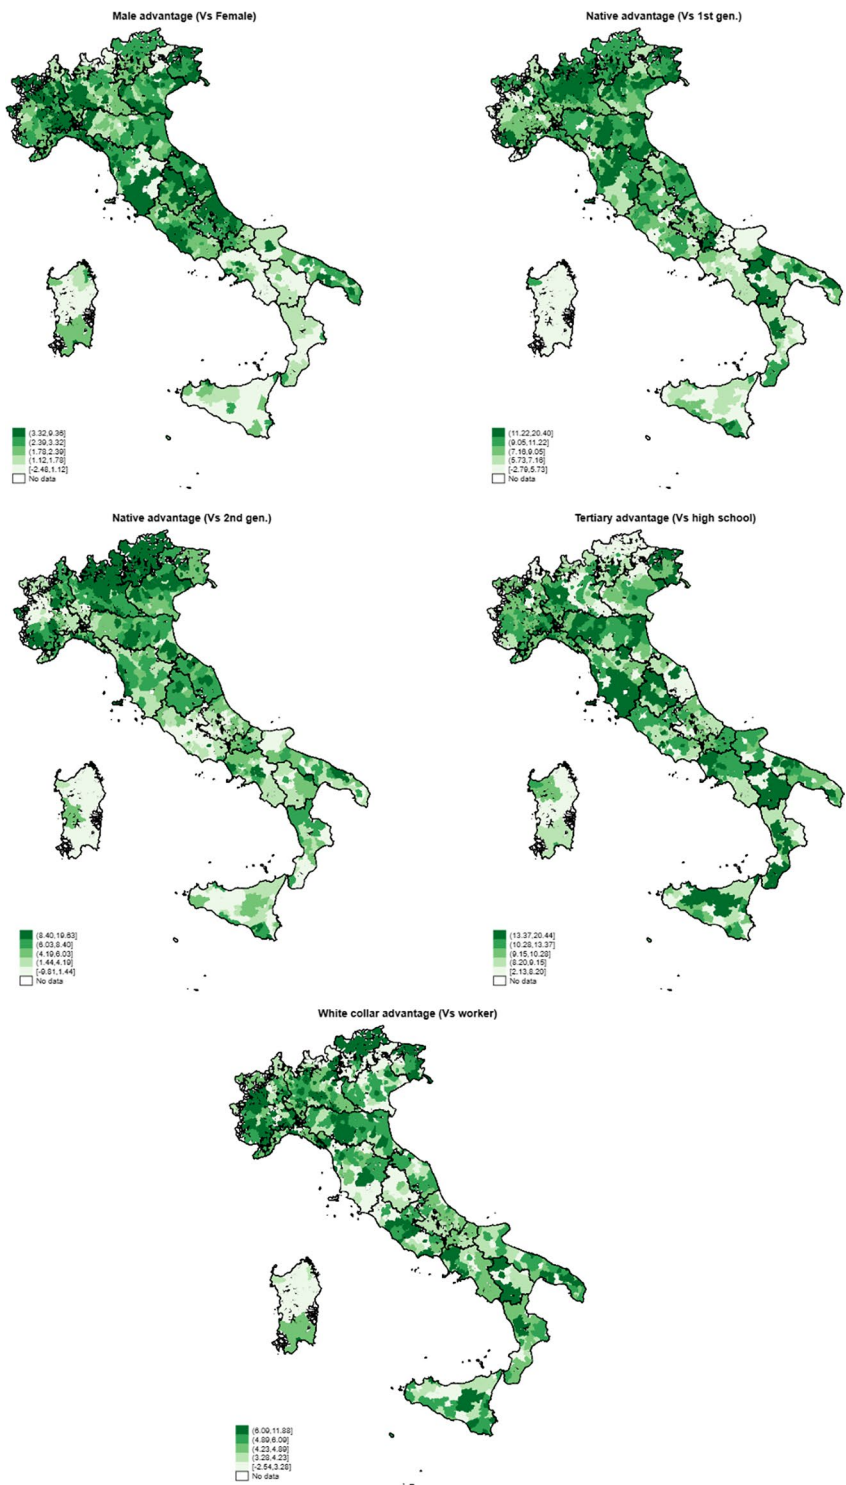 Male advantage (Vs Female)
(3.32,9.36]
(2.39,3.32]
(1.78,2.39]
(1.12,1.78]
[-2.48,1.12]
No data
Native advantage (Vs 1st gen.)
(11.22,20.40]
(9.05,11.22]
(7.16,9.05]
(5.73,7.16]
[-2.79,5.73]
No data
Native advantage (Vs 2nd gen.)
(8.40,19.63]
(6.03,8.40]
(4.19,6.03]
(1.44,4.19]
[-9.81,1.44]
No data
Tertiary advantage (Vs high school)
(13.37,20.44]
(10.28,13.37]
(9.15,10.28]
(8.20,9.15]
[2.13,8.20]
No data
White collar advantage (Vs worker)
(6.09,11.88]
(4.89,6.09]
(4.23,4.89]
(3.28,4.23]
[-2.54,3.28]
No data